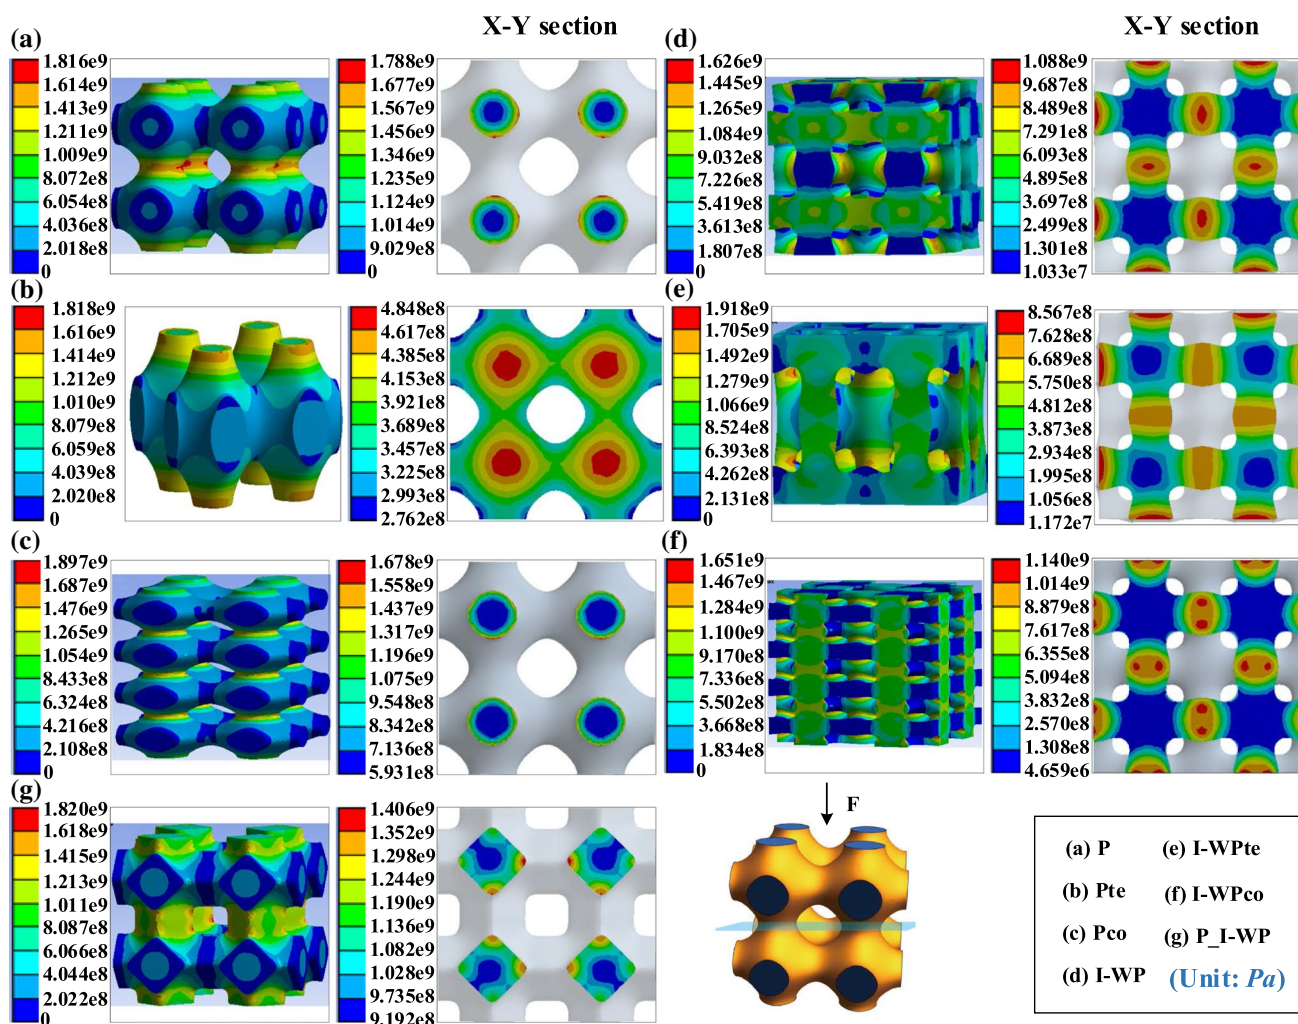 X-Y section
X-Y section
(a)
1.816e9
1.614e9
1.413e9
1.211e9
1.009e9
8.072e8
6.054e8
4.036e8
2.018e8
0
1.788e9
1.677e9
1.567e9
1.456e9
1.346e9
1.235e9
1.124e9
1.014e9
9.029e8
0
(d)
1.626e9
1.445e9
1.265e9
1.084e9
9.032e8
7.226e8
5.419e8
3.613e8
1.807e8
0
1.088e9
9.687e8
8.489e8
7.291e8
6.093e8
4.895e8
3.697e8
2.499e8
1.301e8
1.033e7
(b)
1.818e9
1.616e9
1.414e9
1.212e9
1.010e9
8.079e8
6.059e8
4.039e8
2.020e8
0
4.848e8
4.617e8
4.385e8
4.153e8
3.921e8
3.689e8
3.457e8
3.225e8
2.993e8
2.762e8
(e)
1.918e9
1.705e9
1.492e9
1.279e9
1.066e9
8.524e8
6.393e8
4.262e8
2.131e8
0
8.567e8
7.628e8
6.689e8
5.750e8
4.812e8
3.873e8
2.934e8
1.995e8
1.056e8
1.172e7
(c)
1.897e9
1.687e9
1.476e9
1.265e9
1.054e9
8.433e8
6.324e8
4.216e8
2.108e8
0
1.678e9
1.558e9
1.437e9
1.317e9
1.196e9
1.075e9
9.548e8
8.342e8
7.136e8
5.931e8
(f)
1.651e9
1.467e9
1.284e9
1.100e9
9.170e8
7.336e8
5.502e8
3.668e8
1.834e8
0
1.140e9
1.014e9
8.879e8
7.617e8
6.355e8
5.094e8
3.832e8
2.570e8
1.308e8
4.659e6
(g)
1.820e9
1.618e9
1.415e9
1.213e9
1.011e9
8.087e8
6.066e8
4.044e8
2.022e8
0
1.406e9
1.352e9
1.298e9
1.244e9
1.190e9
1.136e9
1.082e9
1.028e9
9.735e8
9.192e8
F
(a) P (e) I-WPte
(b) Pte (f) I-WPco
(c) Pco (g) P_I-WP
(d) I-WP (Unit: Pa)